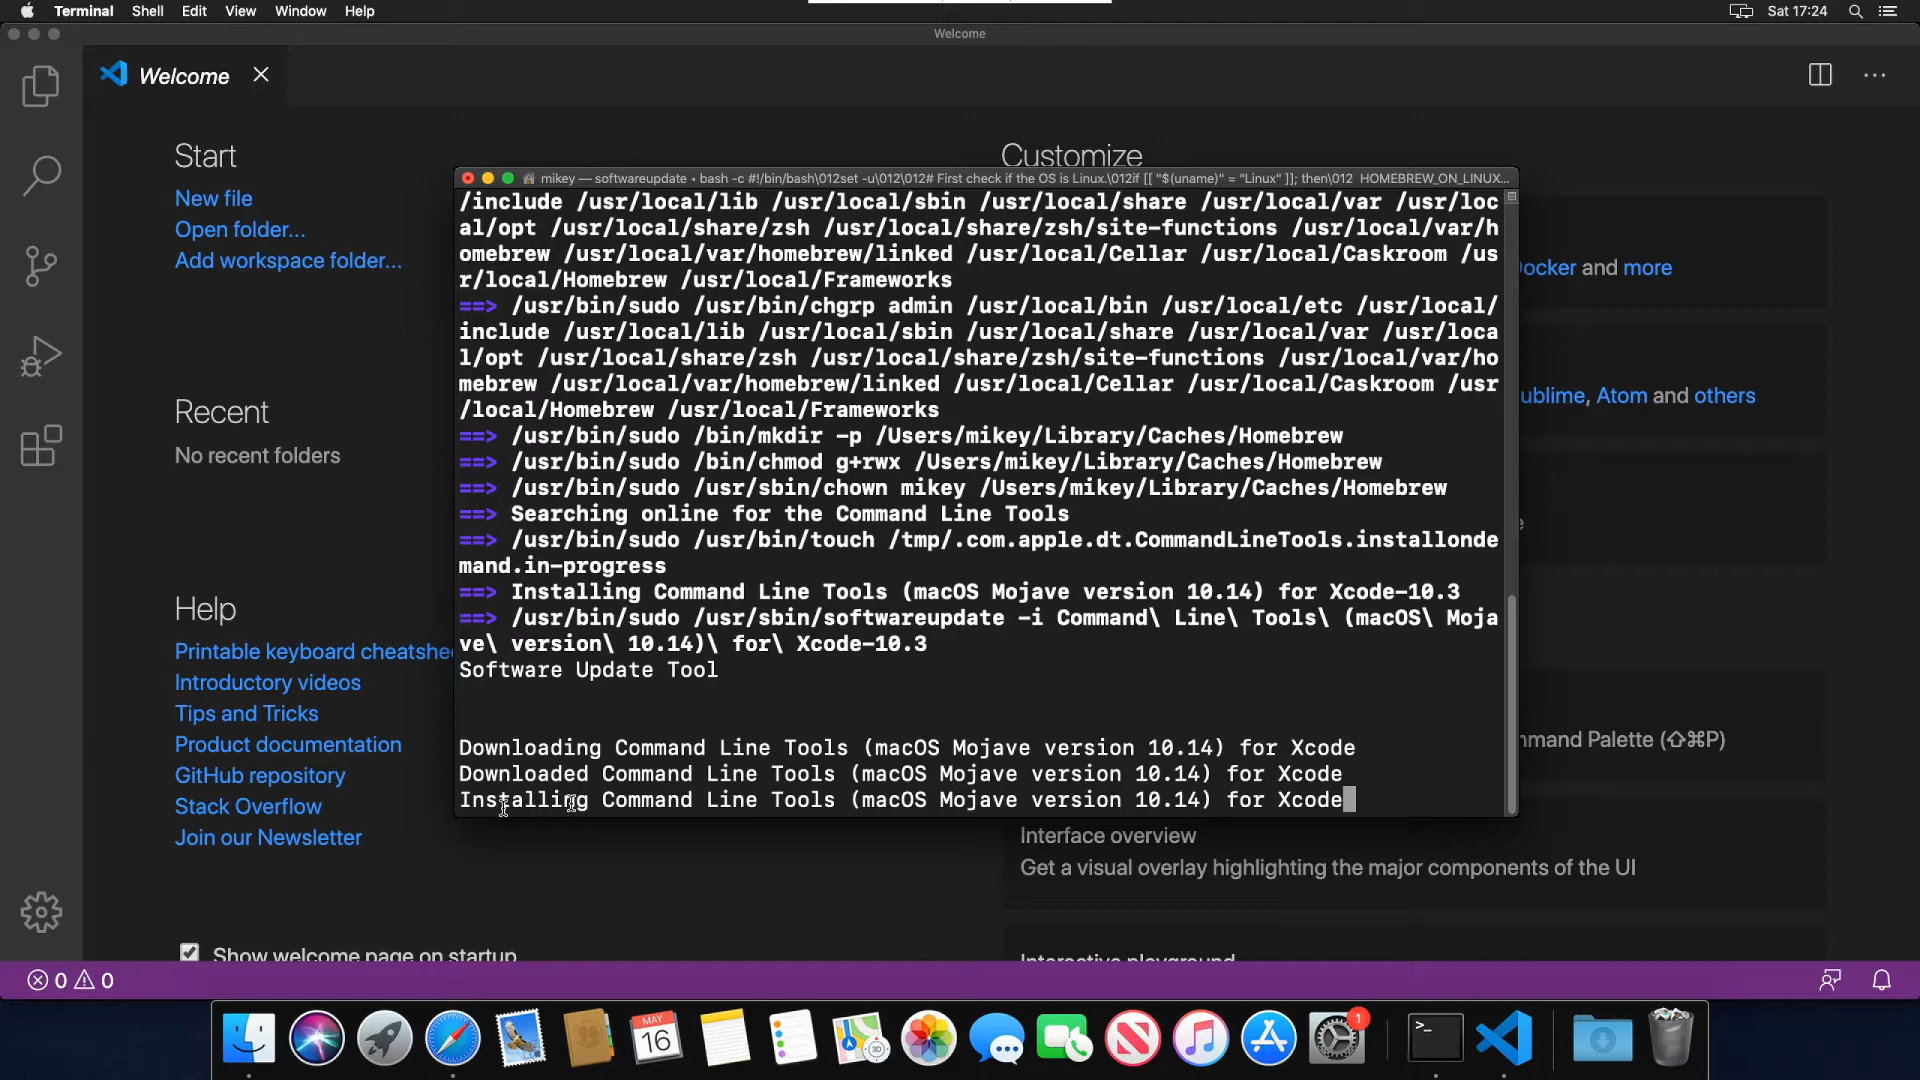 Terminal Shell Edit View Window Help
Sat 17:24
Welcome
Welcome
Start
New file
Open folder...
Add workspace folder...
Recent
No recent folders
Help
Printable keyboard cheatshe
Introductory videos
Tips and Tricks
Product documentation
GitHub repository
Stack Overflow
Join our Newsletter
Show welcome page on startup
Customize
Docker and more
ublime, Atom and others
mmand Palette (⇧⌘P)
Interface overview
Get a visual overlay highlighting the major components of the UI
Interactive playground
mikey — softwareupdate ◂ bash -c #!/bin/bash\012set -u\012\012# First check if the OS is Linux.\012if [[ "$(uname)" = "Linux" ]]; then\012  HOMEBREW_ON_LINUX...
/include /usr/local/lib /usr/local/sbin /usr/local/share /usr/local/var /usr/loc
al/opt /usr/local/share/zsh /usr/local/share/zsh/site-functions /usr/local/var/h
omebrew /usr/local/var/homebrew/linked /usr/local/Cellar /usr/local/Caskroom /us
r/local/Homebrew /usr/local/Frameworks
==> /usr/bin/sudo /usr/bin/chgrp admin /usr/local/bin /usr/local/etc /usr/local/
include /usr/local/lib /usr/local/sbin /usr/local/share /usr/local/var /usr/loca
l/opt /usr/local/share/zsh /usr/local/share/zsh/site-functions /usr/local/var/ho
mebrew /usr/local/var/homebrew/linked /usr/local/Cellar /usr/local/Caskroom /usr
/local/Homebrew /usr/local/Frameworks
==> /usr/bin/sudo /bin/mkdir -p /Users/mikey/Library/Caches/Homebrew
==> /usr/bin/sudo /bin/chmod g+rwx /Users/mikey/Library/Caches/Homebrew
==> /usr/bin/sudo /usr/sbin/chown mikey /Users/mikey/Library/Caches/Homebrew
==> Searching online for the Command Line Tools
==> /usr/bin/sudo /usr/bin/touch /tmp/.com.apple.dt.CommandLineTools.installonde
mand.in-progress
==> Installing Command Line Tools (macOS Mojave version 10.14) for Xcode-10.3
==> /usr/bin/sudo /usr/sbin/softwareupdate -i Command\ Line\ Tools\ (macOS\ Moja
ve\ version\ 10.14)\ for\ Xcode-10.3
Software Update Tool
Downloading Command Line Tools (macOS Mojave version 10.14) for Xcode
Downloaded Command Line Tools (macOS Mojave version 10.14) for Xcode
Installing Command Line Tools (macOS Mojave version 10.14) for Xcode
0 0
MAY
16
3D
1
>_